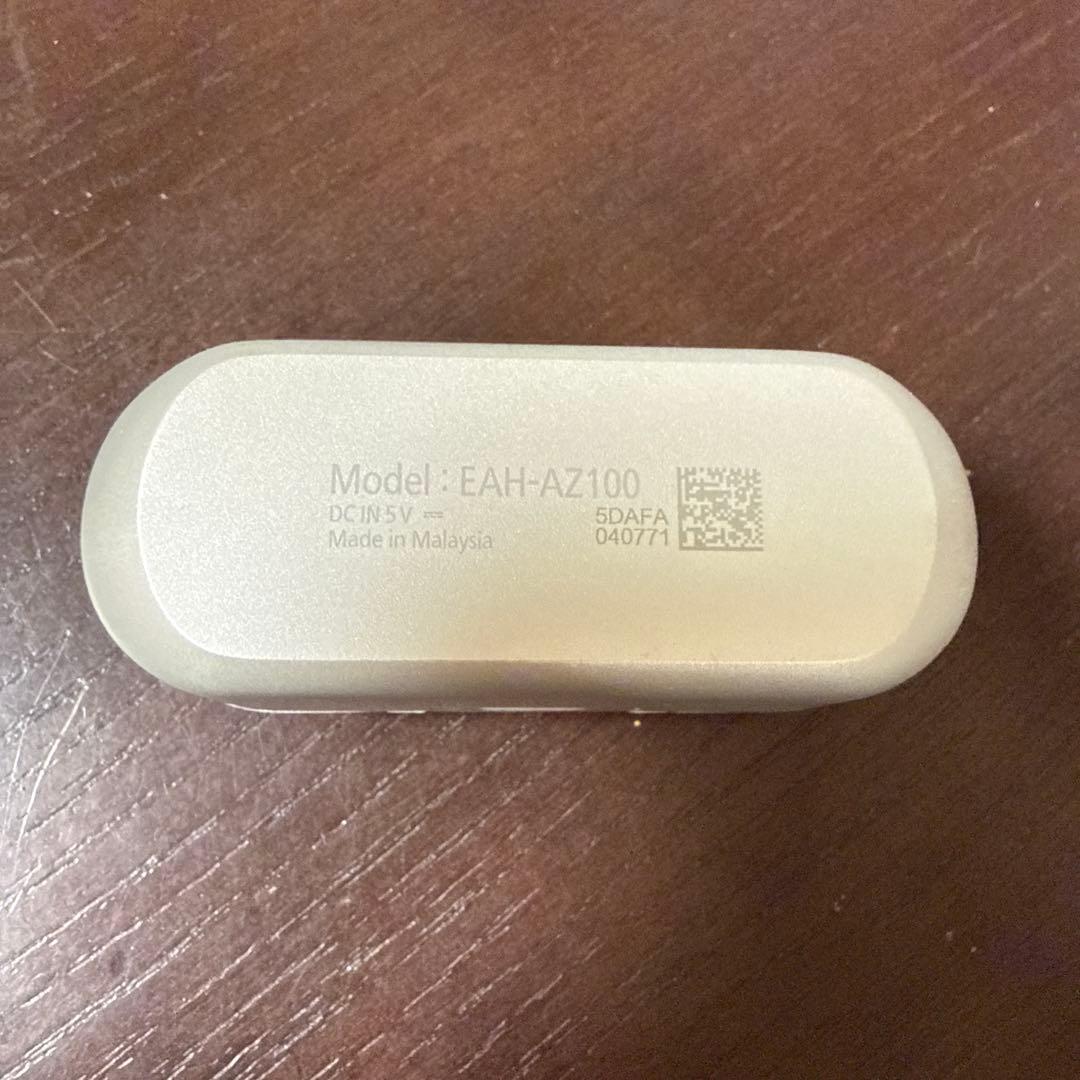 Model : EAH-AZ100
DC IN 5 V ⎓
Made in Malaysia
5DAFA
040771